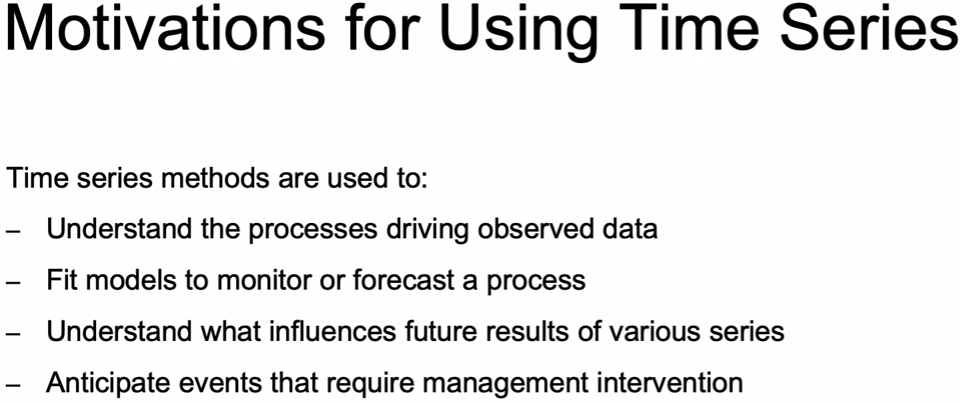 Motivations for Using Time Series
Time series methods are used to:
– Understand the processes driving observed data
– Fit models to monitor or forecast a process
– Understand what influences future results of various series
– Anticipate events that require management intervention